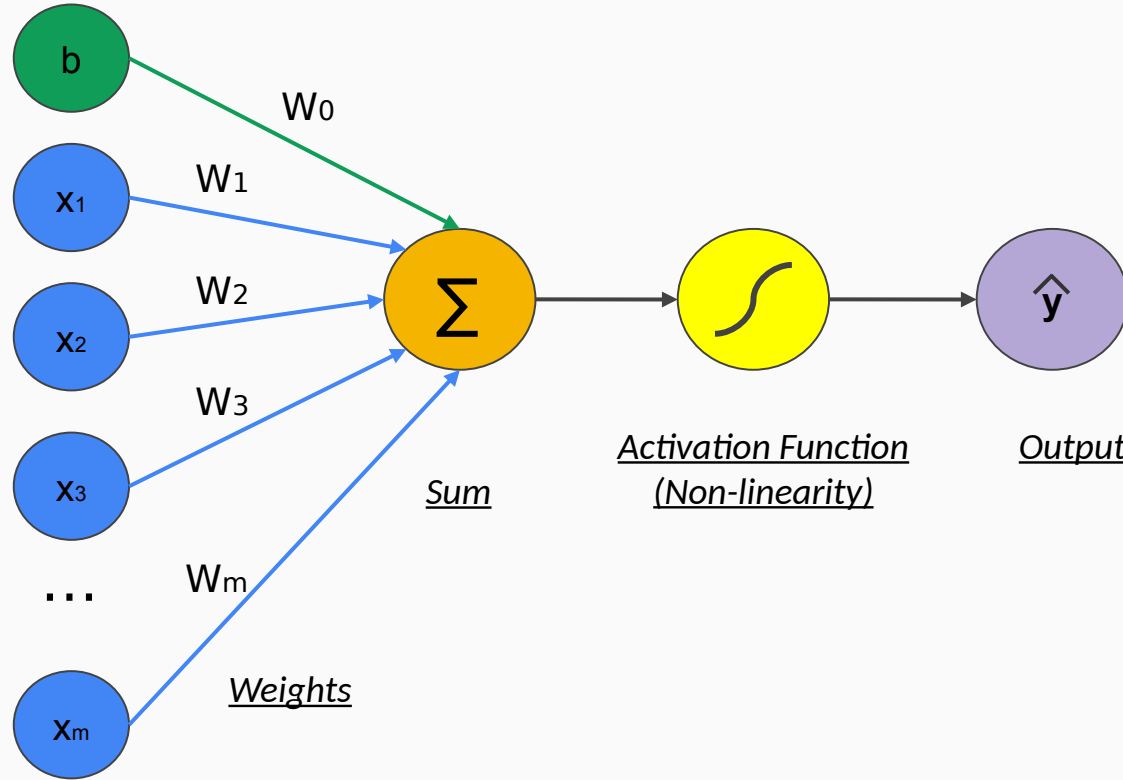 b
W0
x1
W1
x2
W2
x3
W3
...
Wm
xm
Weights
∑
Sum
Activation Function
(Non-linearity)
ŷ
Output